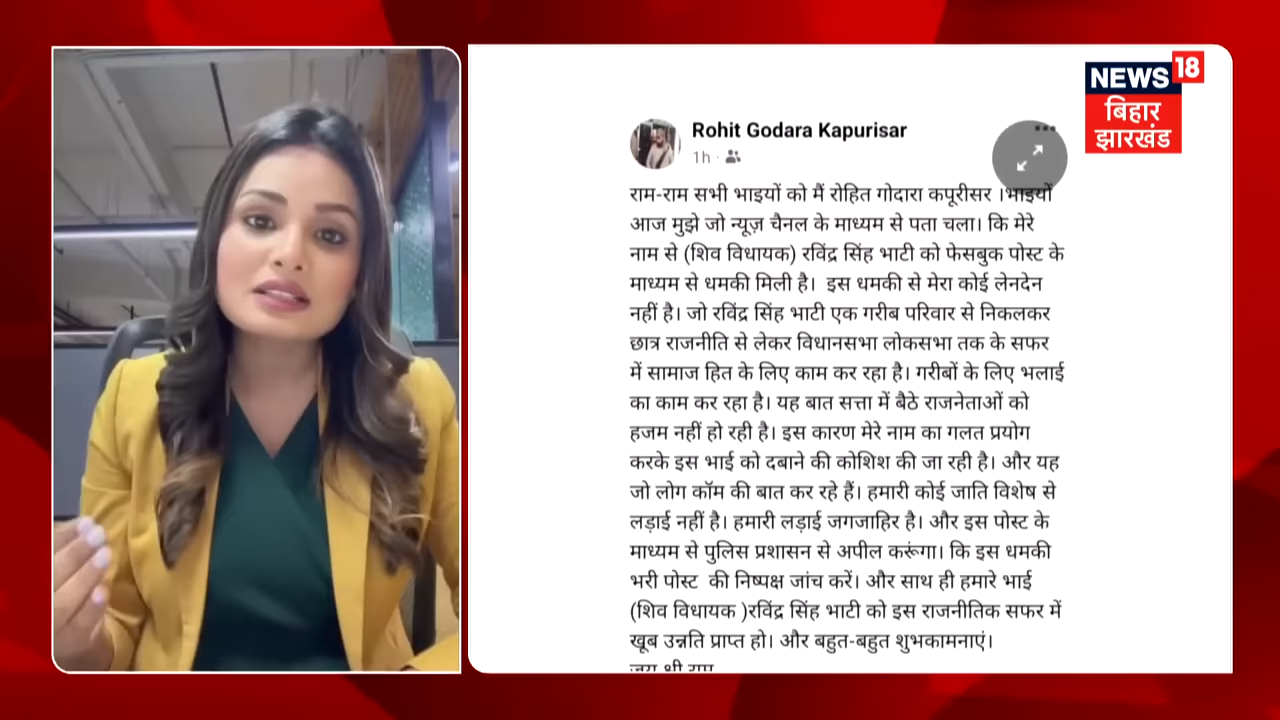 NEWS 18
बिहार
झारखंड
Rohit Godara Kapurisar
1h
राम-राम सभी भाइयों को मैं रोहित गोदारा कपूरीसर ।भाइयों
आज मुझे जो न्यूज़ चैनल के माध्यम से पता चला। कि मेरे
नाम से (शिव विधायक) रविंद्र सिंह भाटी को फेसबुक पोस्ट के
माध्यम से धमकी मिली है। इस धमकी से मेरा कोई लेनदेन
नहीं है। जो रविंद्र सिंह भाटी एक गरीब परिवार से निकलकर
छात्र राजनीति से लेकर विधानसभा लोकसभा तक के सफर
में सामाज हित के लिए काम कर रहा है। गरीबों के लिए भलाई
का काम कर रहा है। यह बात सत्ता में बैठे राजनेताओं को
हजम नहीं हो रही है। इस कारण मेरे नाम का गलत प्रयोग
करके इस भाई को दबाने की कोशिश की जा रही है। और यह
जो लोग कॉम की बात कर रहे हैं। हमारी कोई जाति विशेष से
लड़ाई नहीं है। हमारी लड़ाई जगजाहिर है। और इस पोस्ट के
माध्यम से पुलिस प्रशासन से अपील करूंगा। कि इस धमकी
भरी पोस्ट की निष्पक्ष जांच करें। और साथ ही हमारे भाई
(शिव विधायक )रविंद्र सिंह भाटी को इस राजनीतिक सफर में
खूब उन्नति प्राप्त हो। और बहुत-बहुत शुभकामनाएं।
जय श्री राम